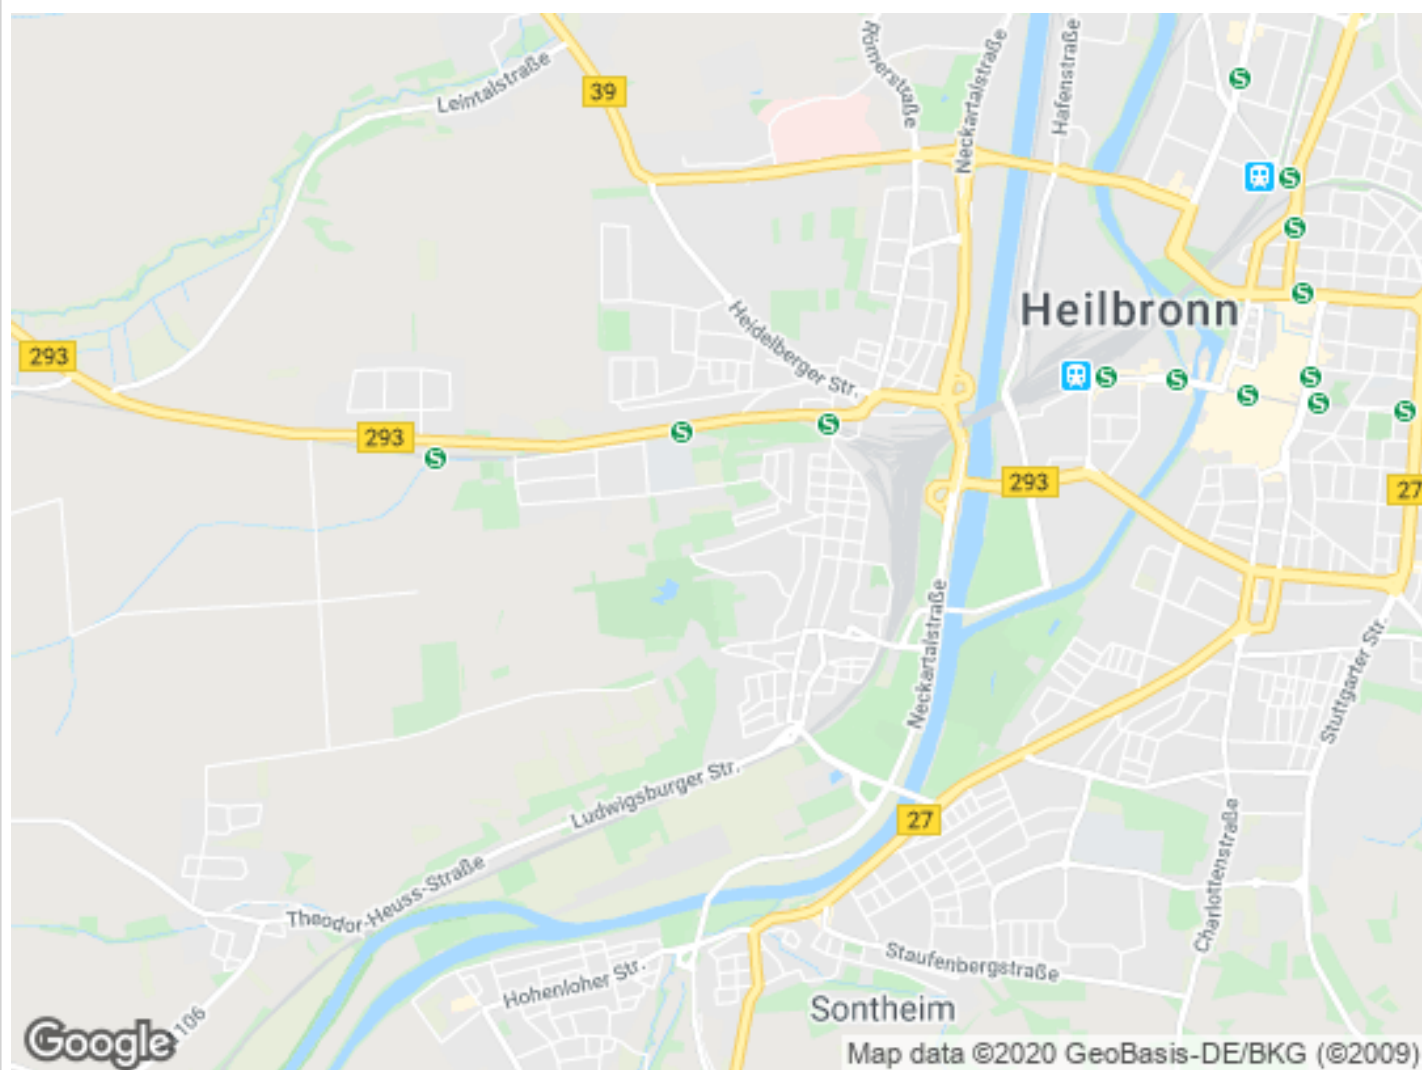 Römerstraße
Neckartalstraße
Hafenstraße
S
Leintalstraße
39
S
S
Heilbronn
S
Heidelberger Str.
293
S
S
S
S
S
S
293
S
S
S
293
27
Neckartalstraße
Stuttgarter Str.
Ludwigsburger Str.
27
Charlottenstraße
Theodor-Heuss-Straße
Staufenbergstraße
Hohenloher Str.
Sontheim
1106
Google
Map data ©2020 GeoBasis-DE/BKG (©2009)